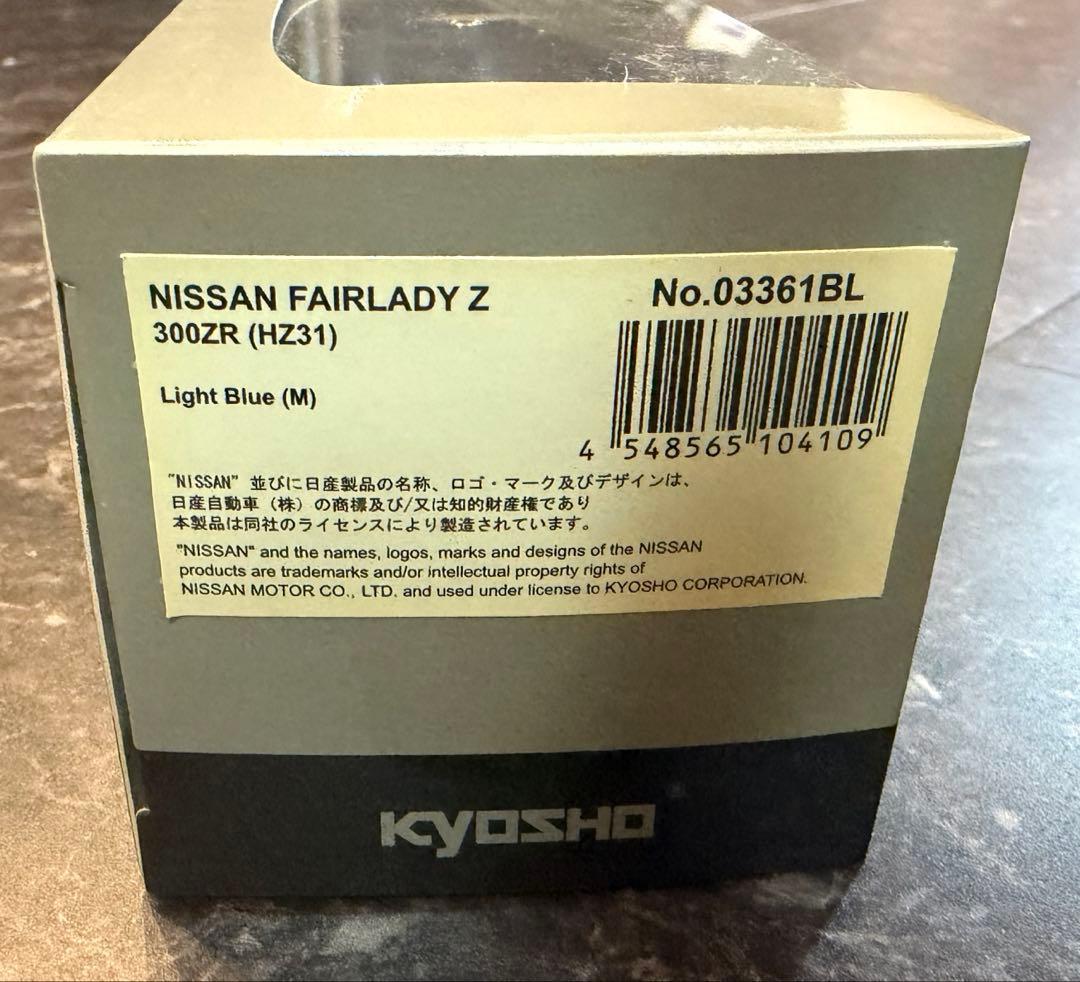 NISSAN FAIRLADY Z
300ZR (HZ31)
Light Blue (M)
No.03361BL
4 548565 104109
"NISSAN" 並びに日産製品の名称、ロゴ・マーク及びデザインは、
日産自動車（株）の商標及び/又は知的財産権であり
本製品は同社のライセンスにより製造されています。
"NISSAN" and the names, logos, marks and designs of the NISSAN
products are trademarks and/or intellectual property rights of
NISSAN MOTOR CO., LTD. and used under license to KYOSHO CORPORATION.
KYOSHO